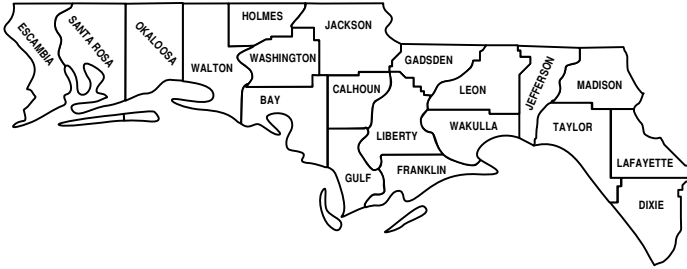 ESCAMBIA
SANTA ROSA
OKALOOSA
WALTON
HOLMES
WASHINGTON
BAY
JACKSON
CALHOUN
GULF
GADSDEN
LIBERTY
FRANKLIN
LEON
WAKULLA
JEFFERSON
MADISON
TAYLOR
LAFAYETTE
DIXIE